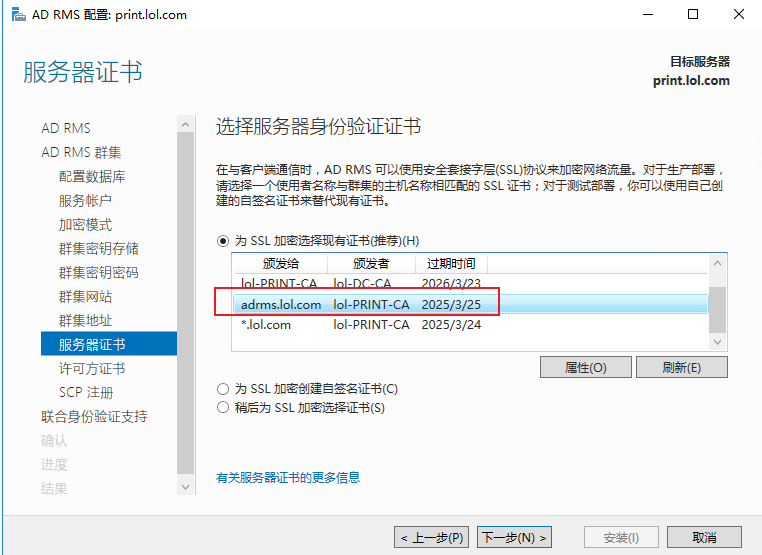 AD RMS 配置: print.lol.com
服务器证书
目标服务器
print.lol.com
AD RMS
AD RMS 群集
配置数据库
服务帐户
加密模式
群集密钥存储
群集密钥密码
群集网站
群集地址
服务器证书
许可方证书
SCP 注册
联合身份验证支持
确认
进度
结果
选择服务器身份验证证书
在与客户端通信时，AD RMS 可以使用安全套接字层(SSL)协议来加密网络流量。对于生产部署，
请选择一个使用者名称与群集的主机名称相匹配的 SSL 证书；对于测试部署，你可以使用自己创
建的自签名证书来替代现有证书。
为 SSL 加密选择现有证书(推荐)(H)
颁发给 颁发者 过期时间
lol-PRINT-CA lol-DC-CA 2026/3/23
adrms.lol.com lol-PRINT-CA 2025/3/25
*.lol.com lol-PRINT-CA 2025/3/24
属性(O) 刷新(E)
为 SSL 加密创建自签名证书(C)
稍后为 SSL 加密选择证书(S)
有关服务器证书的更多信息
< 上一步(P) 下一步(N) > 安装(I) 取消